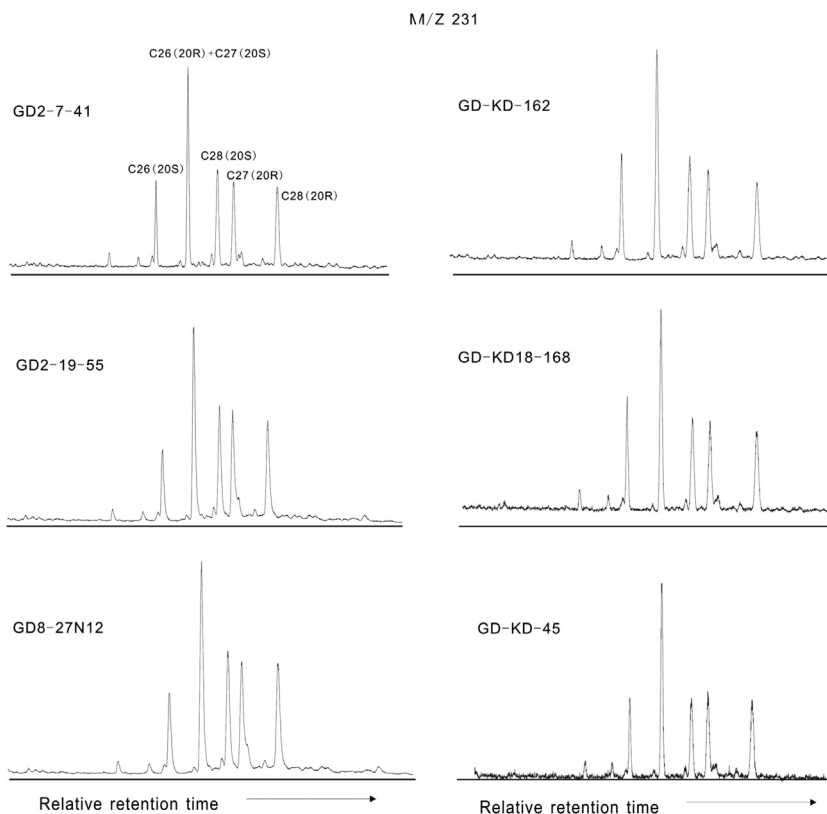 M/Z 231
C26(20R)+C27(20S)
GD2-7-41
C28(20S)
C26(20S)
C27(20R)
C28(20R)
GD-KD-162
GD2-19-55
GD-KD18-168
GD8-27N12
GD-KD-45
Relative retention time
Relative retention time